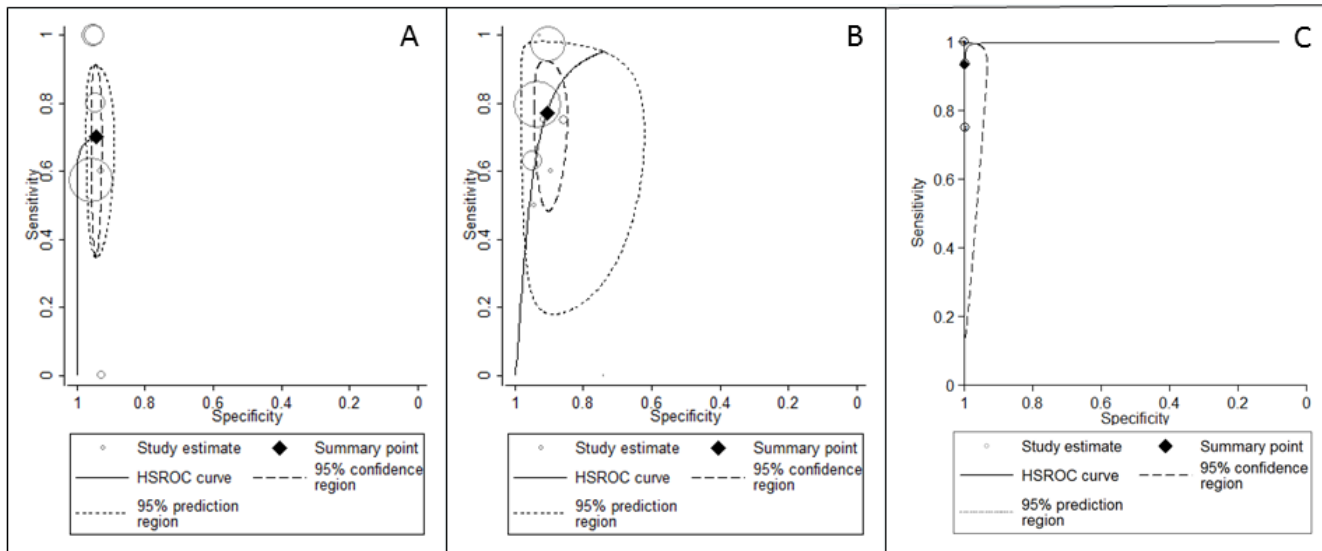 A
Sensitivity
0 0.2 0.4 0.6 0.8 1
1 0.8 0.6 0.4 0.2 0
Specificity
Study estimate Summary point
HSROC curve 95% confidence
region
95% prediction
region
B
Sensitivity
0 0.2 0.4 0.6 0.8 1
1 0.8 0.6 0.4 0.2 0
Specificity
Study estimate Summary point
HSROC curve 95% confidence
region
95% prediction
region
C
Sensitivity
0 0.2 0.4 0.6 0.8 1
1 0.8 0.6 0.4 0.2 0
Specificity
Study estimate Summary point
HSROC curve 95% confidence
region
95% prediction
region